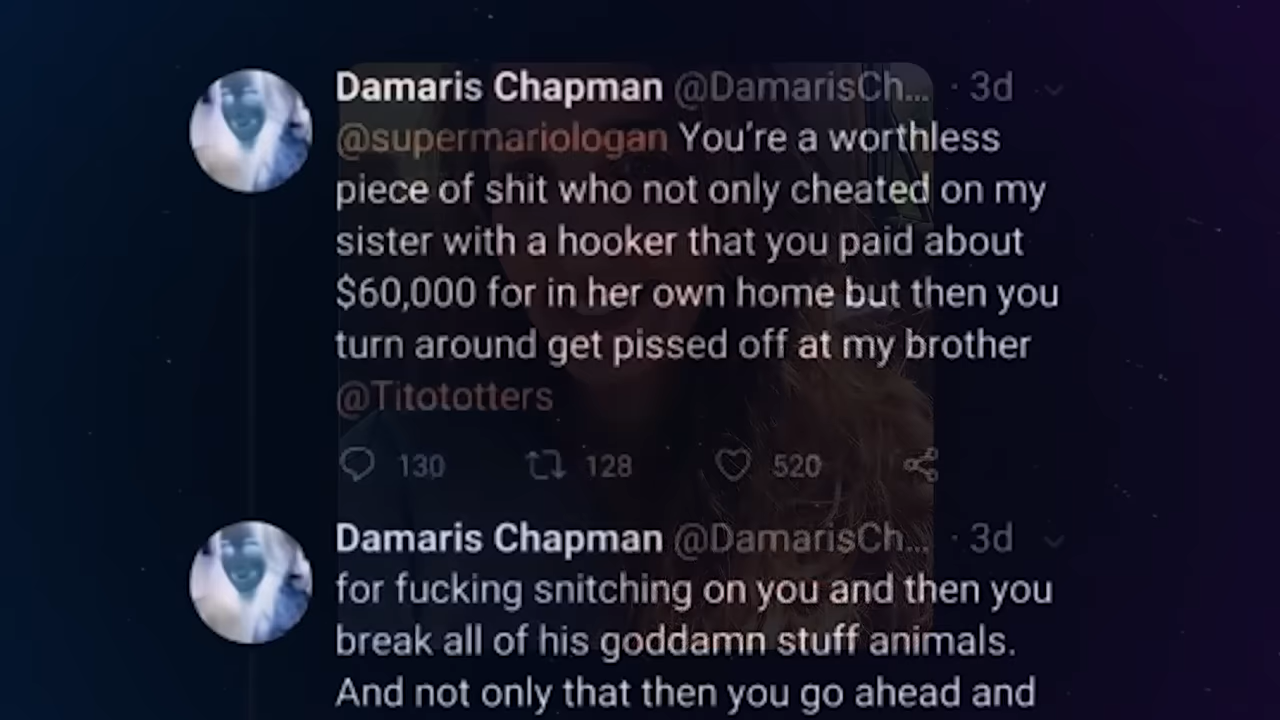 Damaris Chapman @DamarisCh... · 3d
@supermariologan You're a worthless
piece of shit who not only cheated on my
sister with a hooker that you paid about
$60,000 for in her own home but then you
turn around get pissed off at my brother
@Titototters
130 128 520
Damaris Chapman @DamarisCh... · 3d
for fucking snitching on you and then you
break all of his goddamn stuff animals.
And not only that then you go ahead and